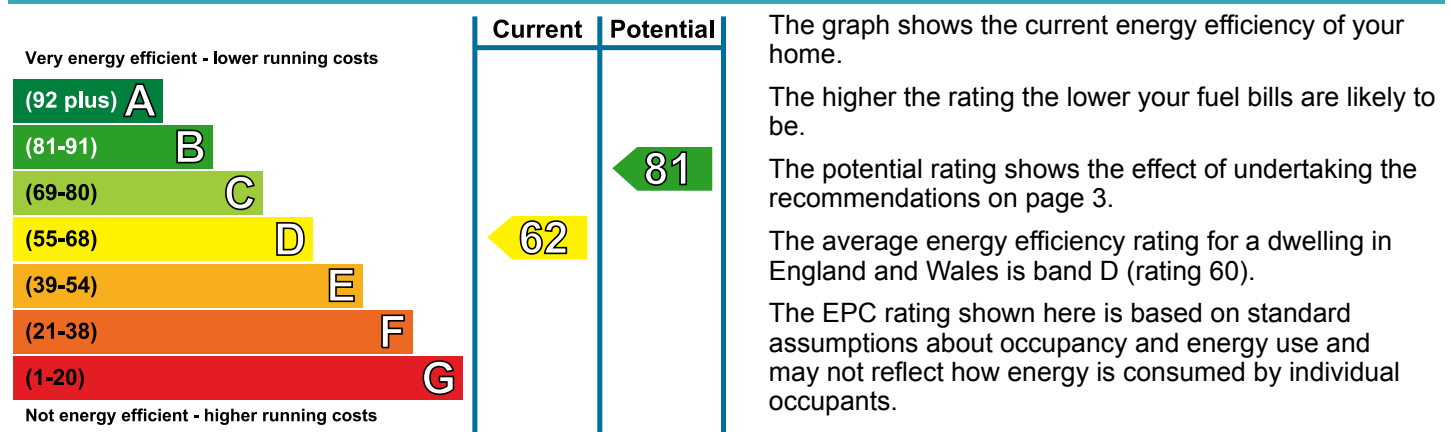 Current Potential
Very energy efficient - lower running costs
(92 plus) A
(81-91) B
(69-80) C
(55-68) D
(39-54) E
(21-38) F
(1-20) G
Not energy efficient - higher running costs
62
81
The graph shows the current energy efficiency of your
home.
The higher the rating the lower your fuel bills are likely to
be.
The potential rating shows the effect of undertaking the
recommendations on page 3.
The average energy efficiency rating for a dwelling in
England and Wales is band D (rating 60).
The EPC rating shown here is based on standard
assumptions about occupancy and energy use and
may not reflect how energy is consumed by individual
occupants.